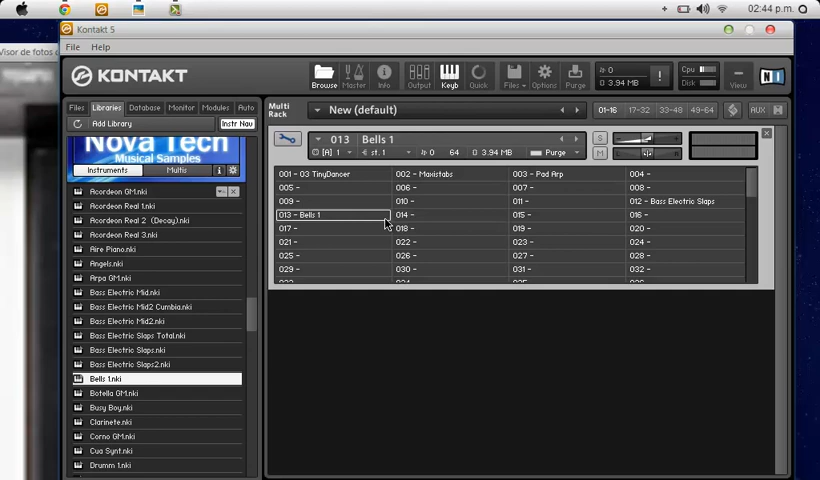 02:44 p.m.
Visor de fotos d
Kontakt 5
File Help
KONTAKT
Browse Master Info Output Keyb Quick Files Options Purge
0
3.94 MB
!
Cpu
Disk
View
NI
Files Libraries Database Monitor Modules Auto
Add Library
Instr Nav
Nova Tech
Musical Samples
Instruments Multis
Acordeon GM.nki
Acordeon Real 1.nki
Acordeon Real 2 (Decay).nki
Acordeon Real 3.nki
Aire Piano.nki
Angels.nki
Arpa GM.nki
Bass Electric Mid.nki
Bass Electric Mid2 Cumbia.nki
Bass Electric Mid2.nki
Bass Electric Slaps Total.nki
Bass Electric Slaps.nki
Bass Electric Slaps2.nki
Bells 1.nki
Botella GM.nki
Busy Boy.nki
Clarinete.nki
Corno GM.nki
Cua Synt.nki
Drumm 1.nki
Multi
Rack
New (default)
01-16 17-32 33-48 49-64
AUX
013 Bells 1
S
[A] 1 st. 1 0 64 3.94 MB Purge
M
001 - 03 TinyDancer 002 - Maxistabs 003 - Pad Arp 004 -
005 - 006 - 007 - 008 -
009 - 010 - 011 - 012 - Bass Electric Slaps
013 - Bells 1 014 - 015 - 016 -
017 - 018 - 019 - 020 -
021 - 022 - 023 - 024 -
025 - 026 - 027 - 028 -
029 - 030 - 031 - 032 -